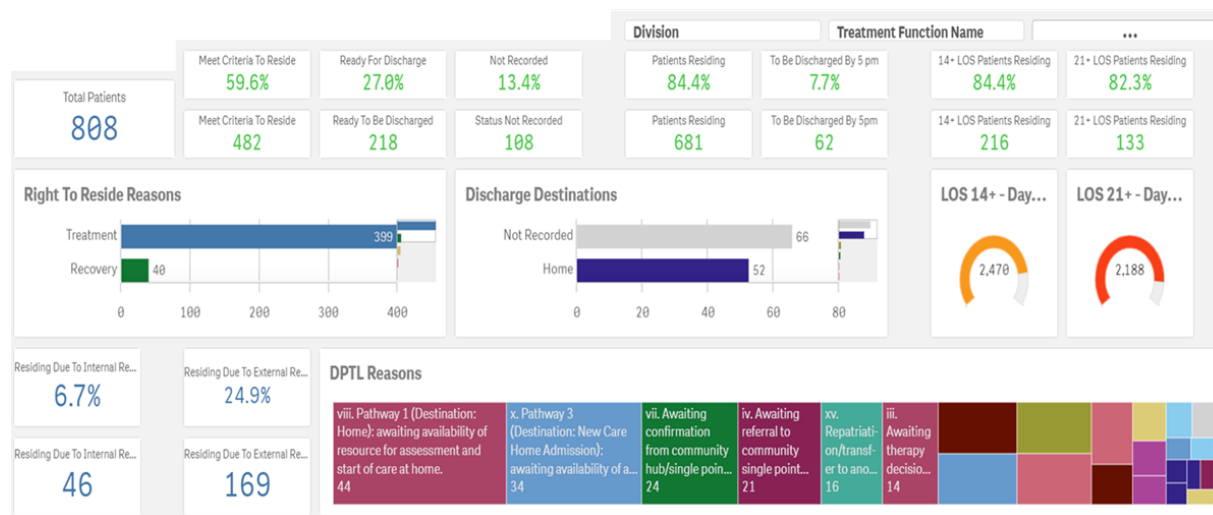 Division
Treatment Function Name
...
Total Patients
808
Meet Criteria To Reside
59.6%
Ready For Discharge
27.0%
Not Recorded
13.4%
Patients Residing
84.4%
To Be Discharged By 5 pm
7.7%
14+ LOS Patients Residing
84.4%
21+ LOS Patients Residing
82.3%
Meet Criteria To Reside
482
Ready To Be Discharged
218
Status Not Recorded
108
Patients Residing
681
To Be Discharged By 5pm
62
14+ LOS Patients Residing
216
21+ LOS Patients Residing
133
Right To Reside Reasons
Treatment
399
Recovery
40
0 100 200 300 400
Discharge Destinations
Not Recorded
66
Home
52
0 20 40 60 80
LOS 14+ - Day...
2,470
LOS 21+ - Day...
2,188
Residing Due To Internal Re...
6.7%
Residing Due To External Re...
24.9%
Residing Due To Internal Re...
46
Residing Due To External Re...
169
DPTL Reasons
viii. Pathway 1 (Destination:
Home): awaiting availability of
resource for assessment and
start of care at home.
44
x. Pathway 3
(Destination: New Care
Home Admission):
awaiting availability of a...
34
vii. Awaiting
confirmation
from community
hub/single poin...
24
iv. Awaiting
referral to
community
single point...
21
xv.
Repatriati-
on/transf-
er to ano...
16
iii.
Awaiting
therapy
decisio...
14